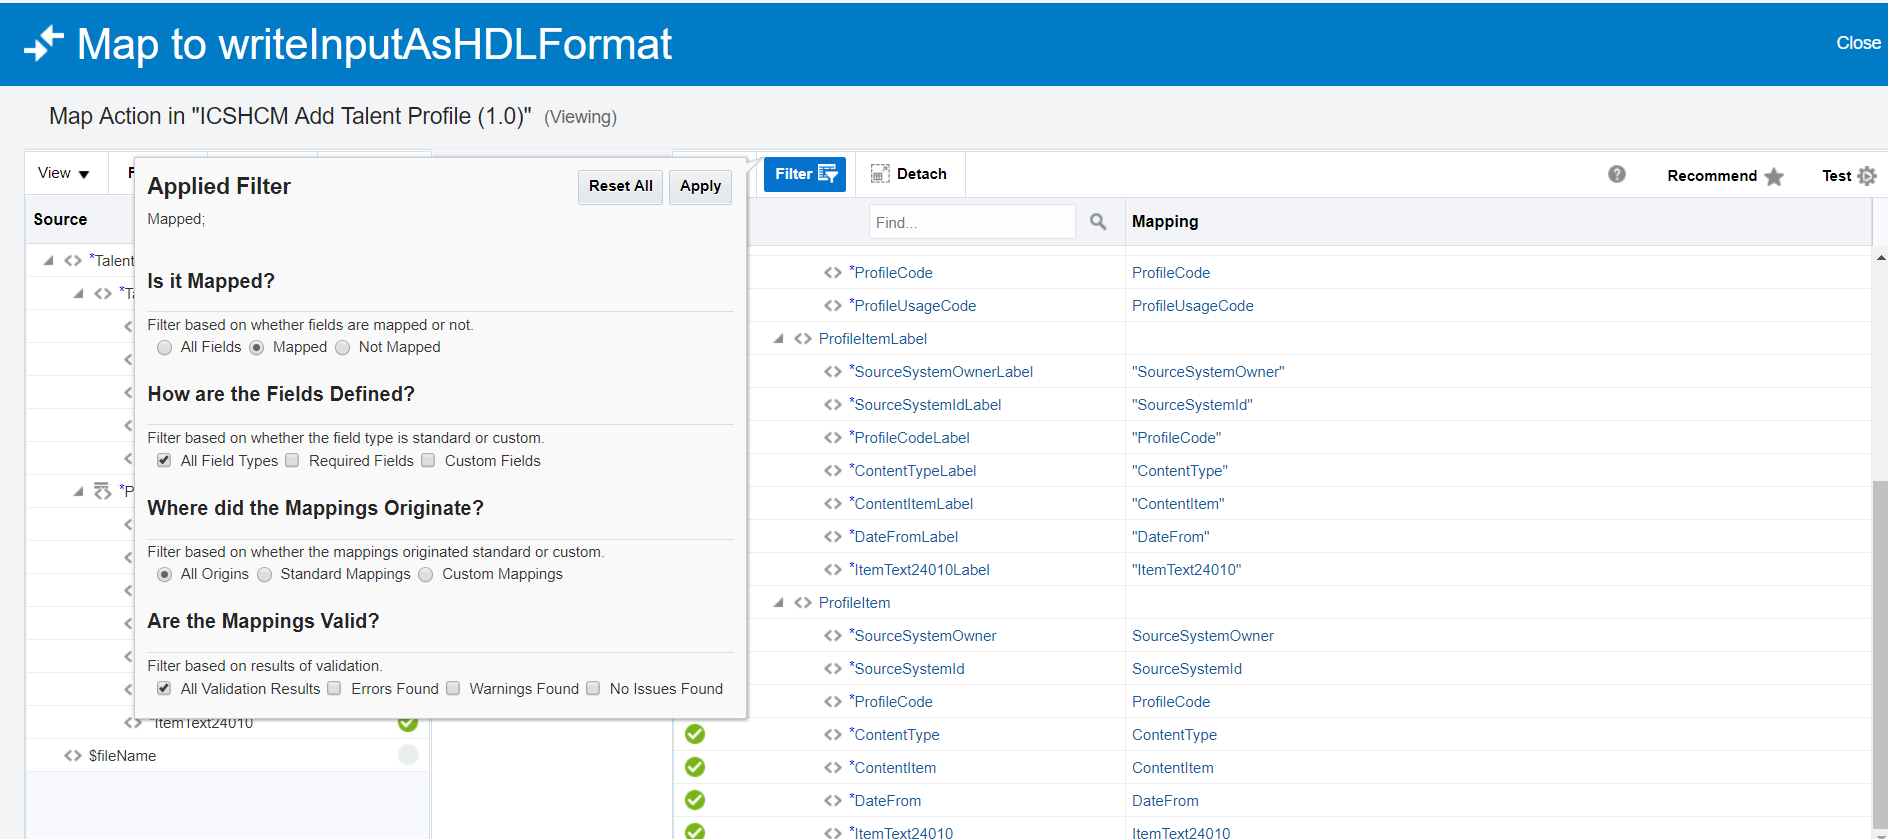 Map to writeInputAsHDLFormat
Close
Map Action in "ICSHCM Add Talent Profile (1.0)" (Viewing)
View
Filter
Detach
Recommend
Test
Source
Find...
Mapping
Applied Filter
Reset All
Apply
Mapped;
Is it Mapped?
Filter based on whether fields are mapped or not.
All Fields Mapped Not Mapped
How are the Fields Defined?
Filter based on whether the field type is standard or custom.
All Field Types Required Fields Custom Fields
Where did the Mappings Originate?
Filter based on whether the mappings originated standard or custom.
All Origins Standard Mappings Custom Mappings
Are the Mappings Valid?
Filter based on results of validation.
All Validation Results Errors Found Warnings Found No Issues Found
*Talent
*ItemText24010
$fileName
*ProfileCode ProfileCode
*ProfileUsageCode ProfileUsageCode
ProfileItemLabel
*SourceSystemOwnerLabel "SourceSystemOwner"
*SourceSystemIdLabel "SourceSystemId"
*ProfileCodeLabel "ProfileCode"
*ContentTypeLabel "ContentType"
*ContentItemLabel "ContentItem"
*DateFromLabel "DateFrom"
*ItemText24010Label "ItemText24010"
ProfileItem
*SourceSystemOwner SourceSystemOwner
*SourceSystemId SourceSystemId
*ProfileCode ProfileCode
*ContentType ContentType
*ContentItem ContentItem
*DateFrom DateFrom
*ItemText24010 ItemText24010